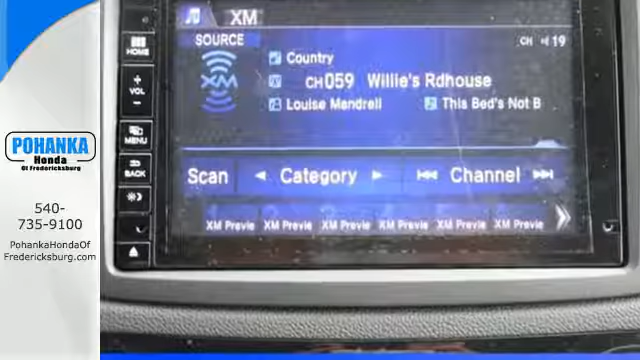 POHANKA
Honda
Of Fredericksburg
540-
735-9100
PohankaHondaOf
Fredericksburg.com
XM
SOURCE
CH 19
HOME
+
VOL
-
MENU
BACK
XM
Country
CH059 Willie's Rdhouse
Louise Mandrell This Bed's Not B
Scan ◄ Category ► ⏮ Channel ⏭
XM Previe XM Previe XM Previe XM Previe XM Previe XM Previe